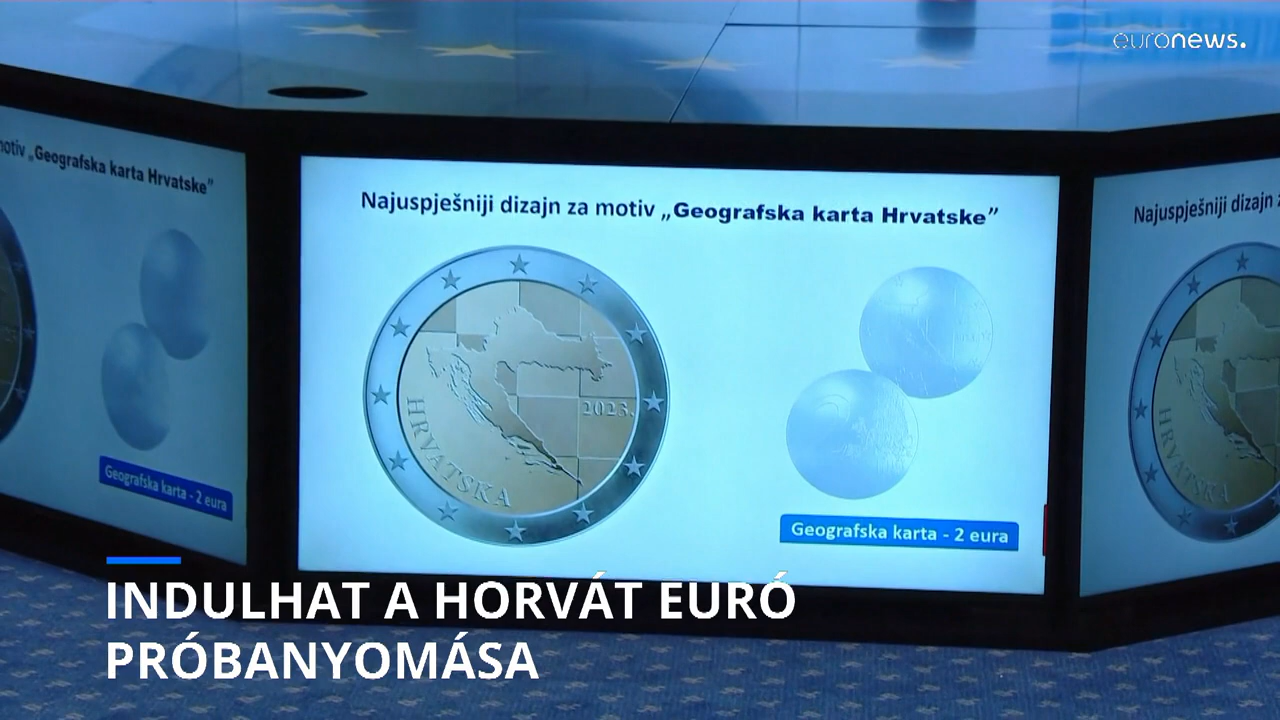 euronews.
motiv „Geografska karta Hrvatske”
Geografska karta - 2 eura
Najuspješniji dizajn za motiv „Geografska karta Hrvatske”
2023.
HRVATSKA
Geografska karta - 2 eura
Najuspješniji dizajn
HRVATSKA
INDULHAT A HORVÁT EURÓ
PRÓBANYOMÁSA